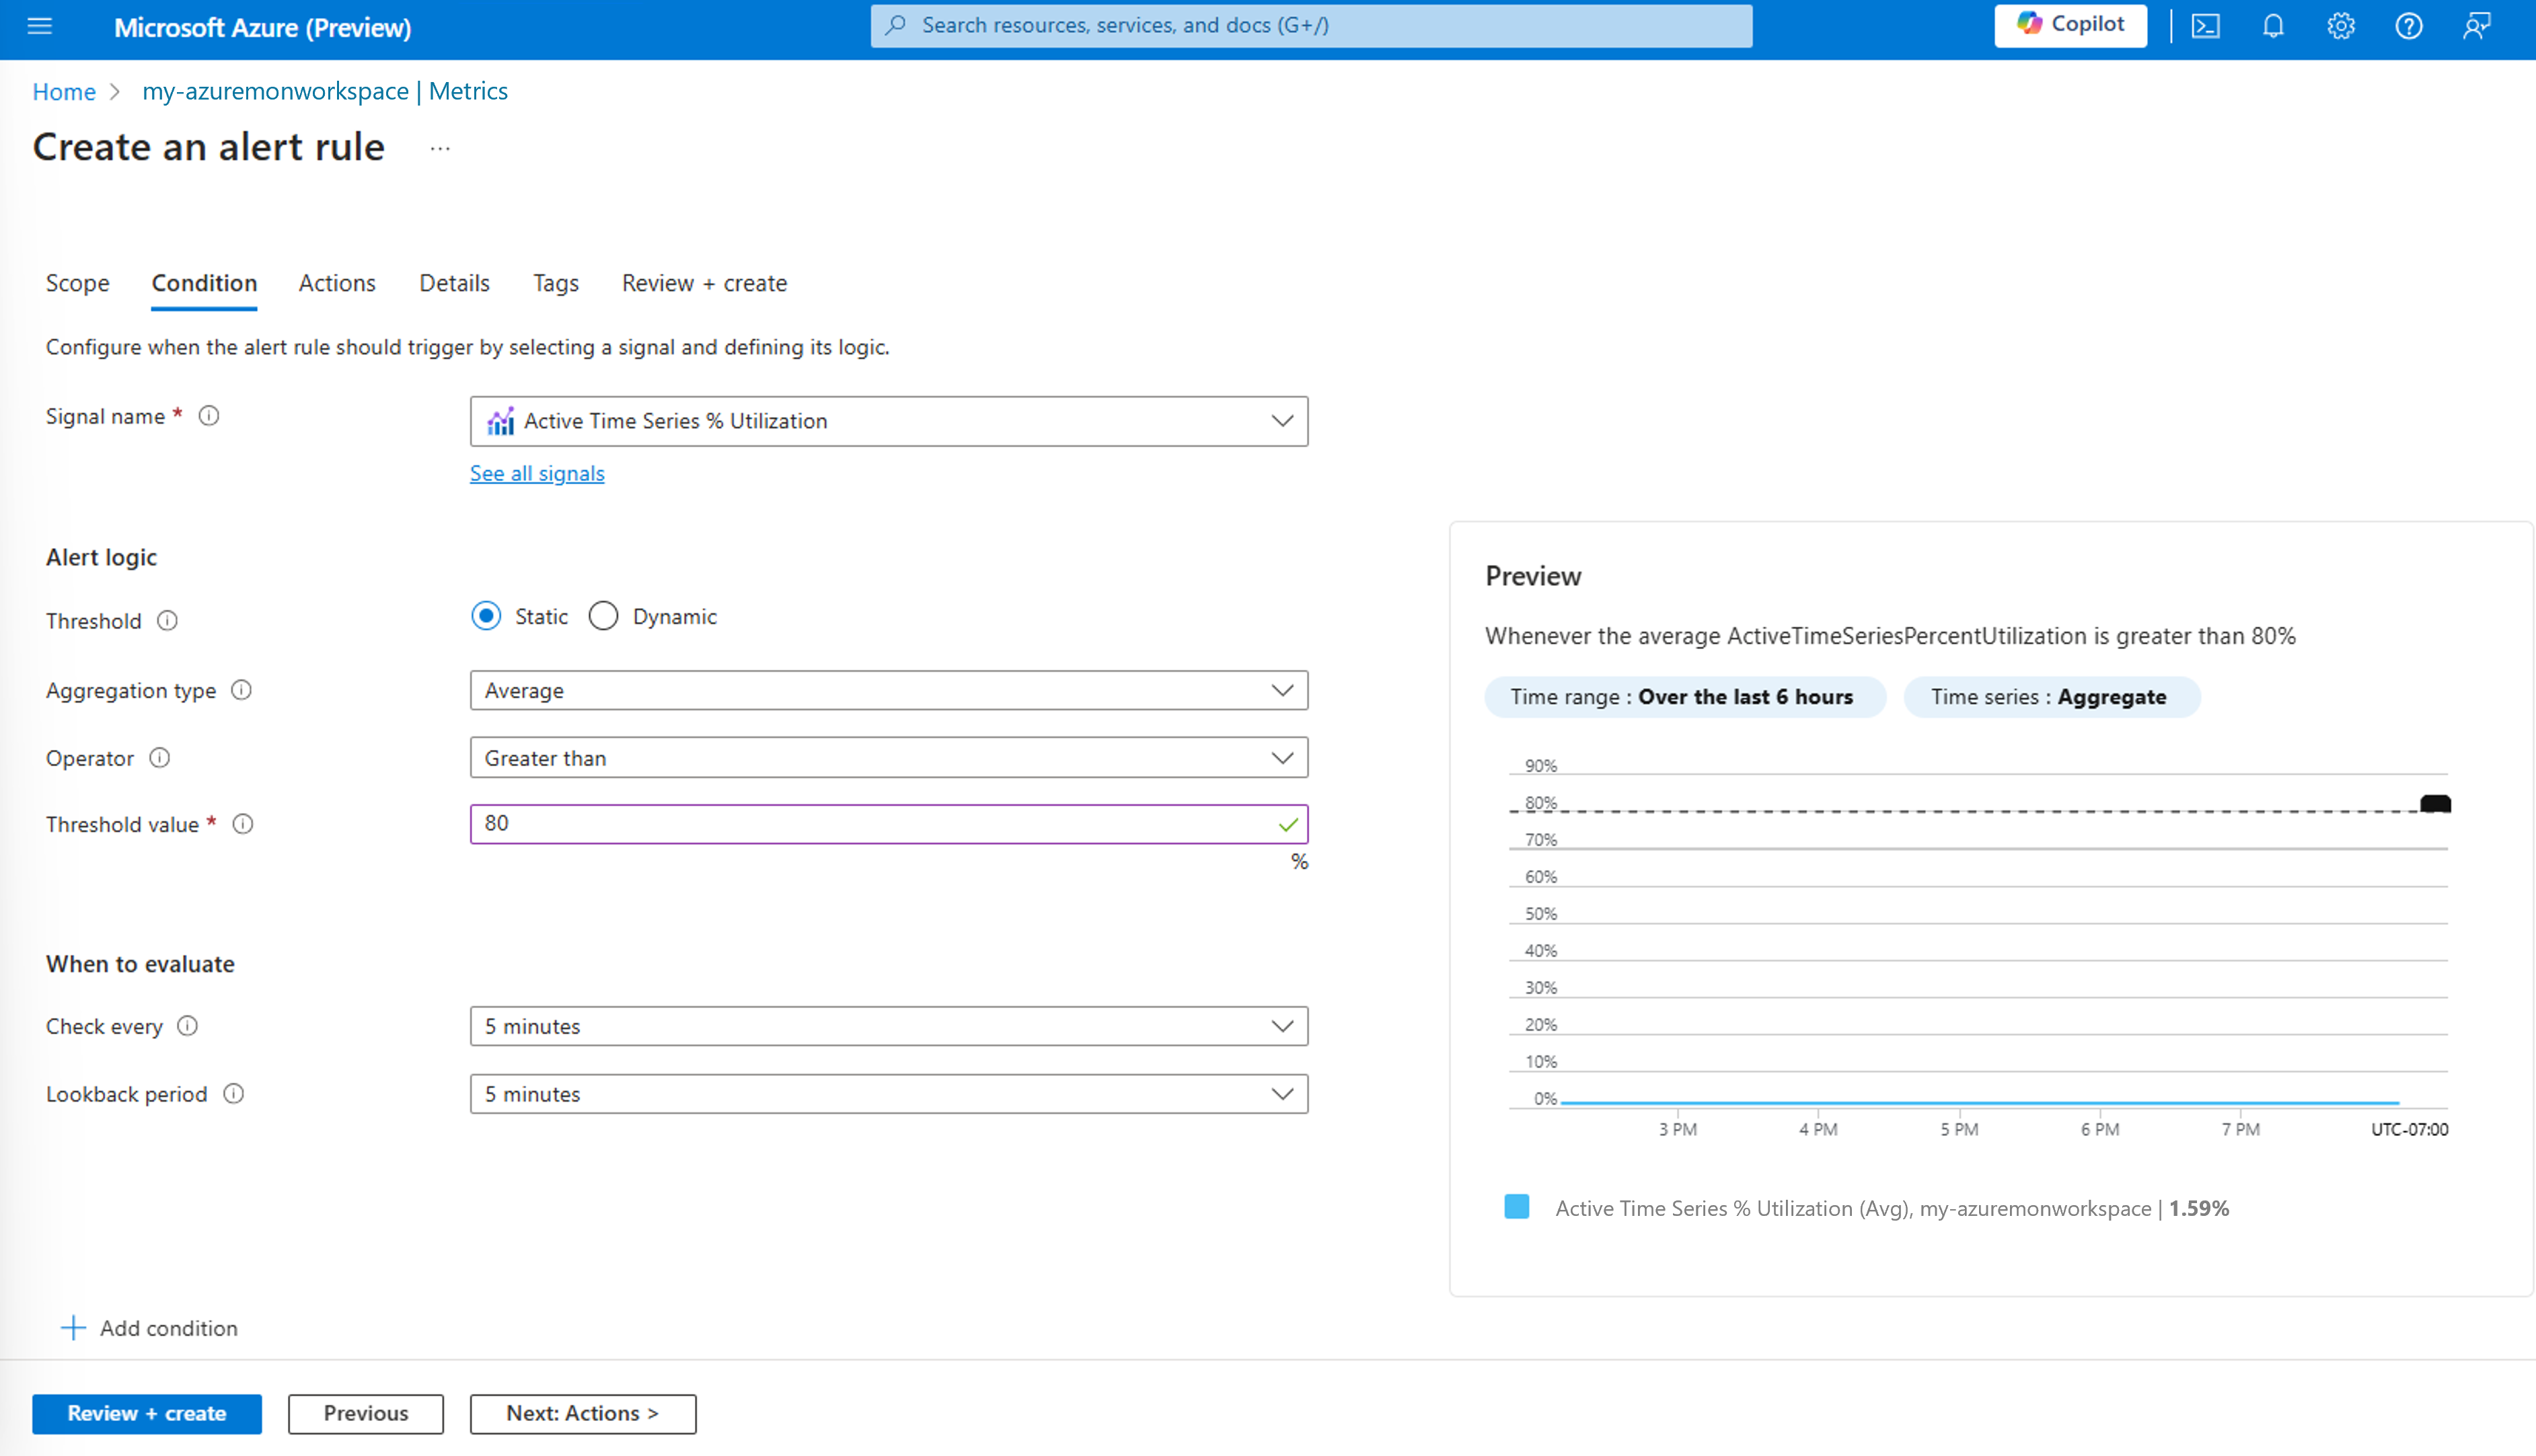 Microsoft Azure (Preview)
Search resources, services, and docs (G+/)
Copilot
Home
my-azuremonworkspace | Metrics
Create an alert rule
...
Scope
Condition
Actions
Details
Tags
Review + create
Configure when the alert rule should trigger by selecting a signal and defining its logic.
Signal name *
Active Time Series % Utilization
See all signals
Alert logic
Threshold
Static
Dynamic
Aggregation type
Average
Operator
Greater than
Threshold value *
80
%
When to evaluate
Check every
5 minutes
Lookback period
5 minutes
Preview
Whenever the average ActiveTimeSeriesPercentUtilization is greater than 80%
Time range : Over the last 6 hours
Time series : Aggregate
90%
80%
70%
60%
50%
40%
30%
20%
10%
0%
3 PM
4 PM
5 PM
6 PM
7 PM
UTC-07:00
Active Time Series % Utilization (Avg), my-azuremonworkspace | 1.59%
Add condition
Review + create
Previous
Next: Actions >